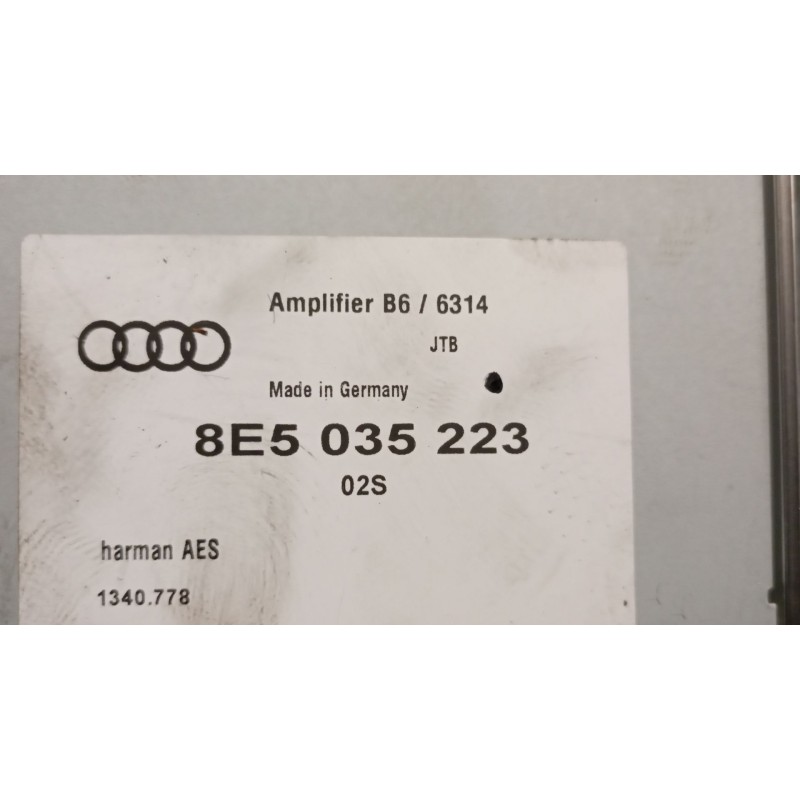 Amplifier B6 / 6314
JTB
Made in Germany
8E5 035 223
02S
harman AES
1340.778